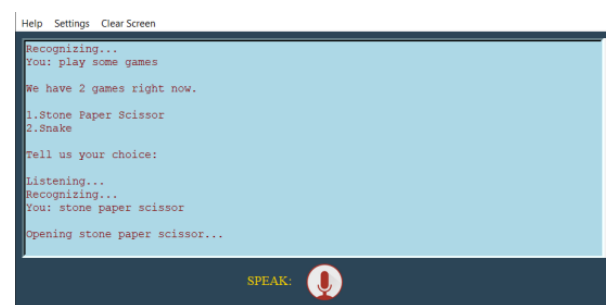 Help Settings Clear Screen
Recognizing...
You: play some games
We have 2 games right now.
1.Stone Paper Scissor
2.Snake
Tell us your choice:
Listening...
Recognizing...
You: stone paper scissor
Opening stone paper scissor...
SPEAK: